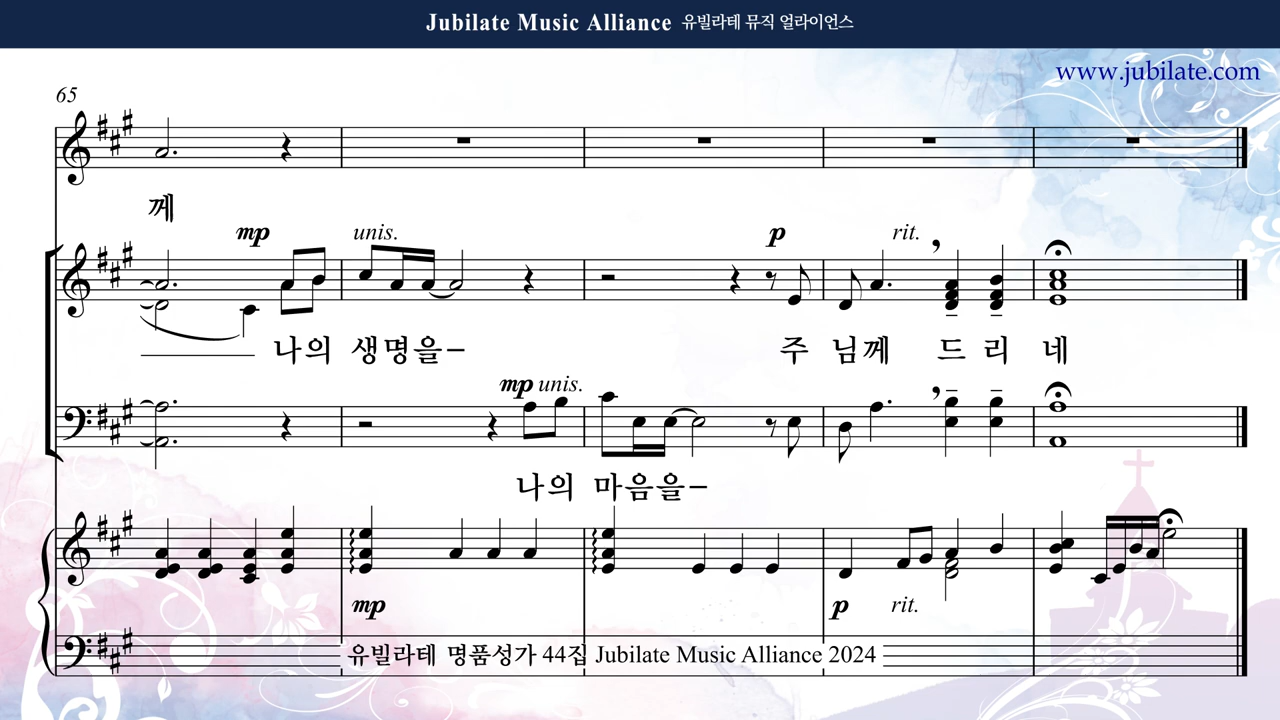 Jubilate Music Alliance 유빌라테 뮤직 얼라이언스
www.jubilate.com
65
께
mp unis. p rit.
나의 생명을- 주 님께 드 리 네
mp unis.
나의 마음을-
mp p rit.
유빌라테 명품성가 44집 Jubilate Music Alliance 2024